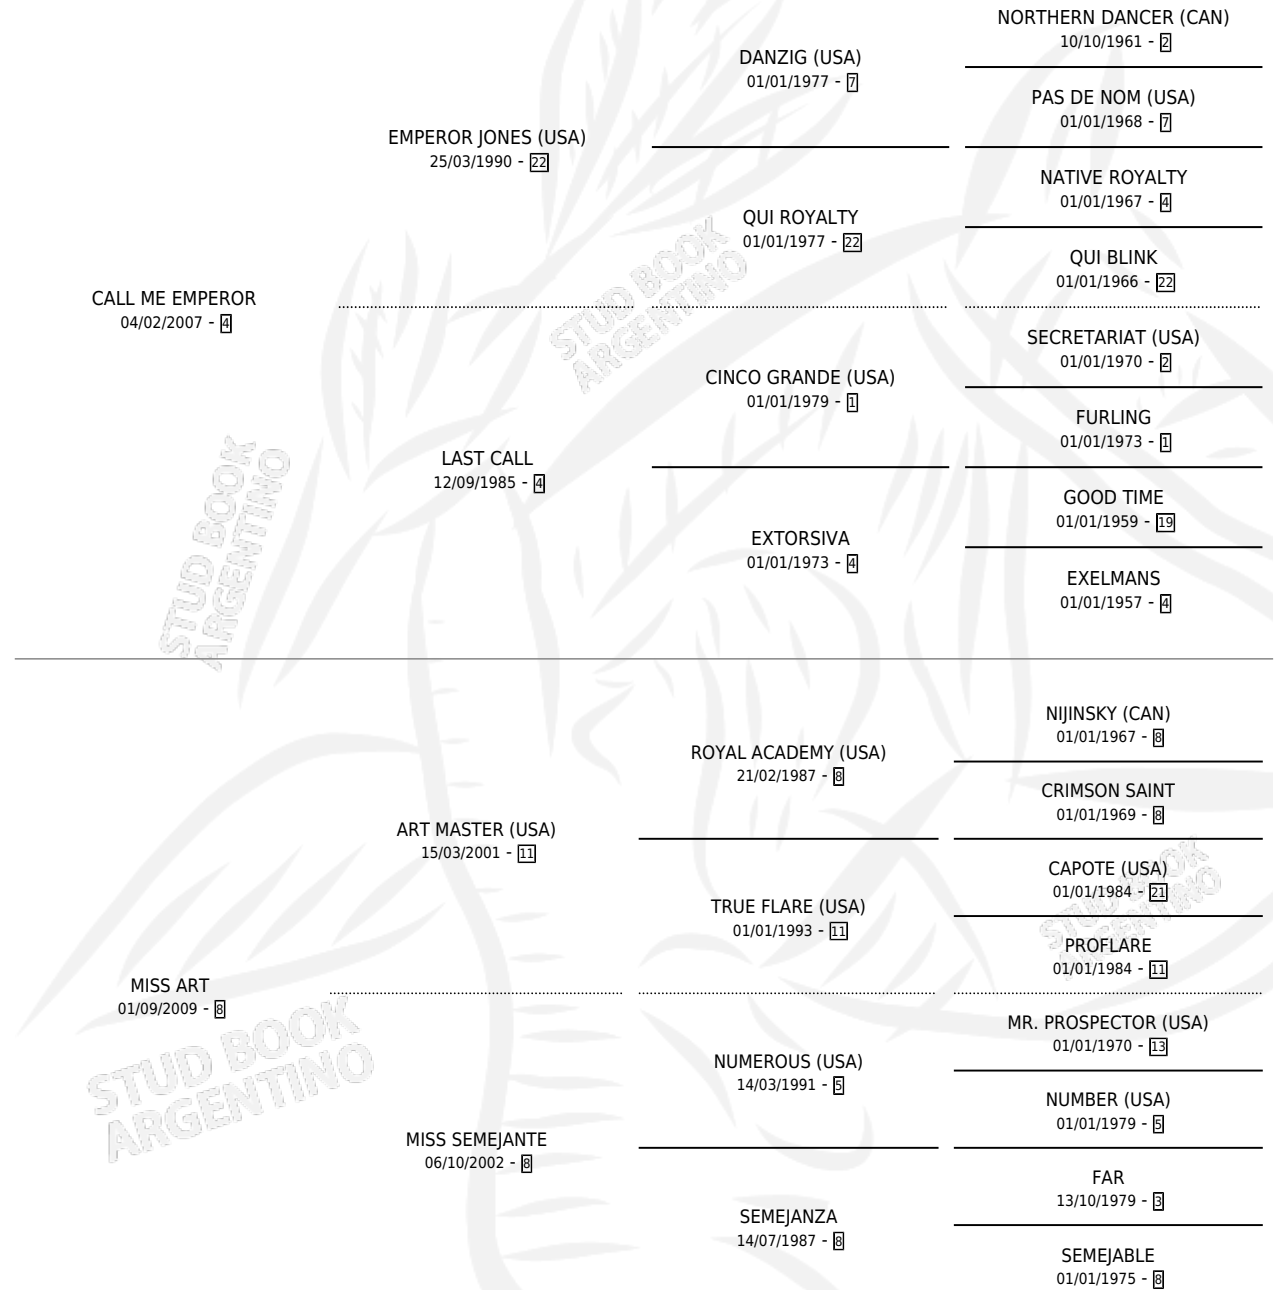 NORTHERN DANCER (CAN)
10/10/1961 - 2
DANZIG (USA)
01/01/1977 - 7
PAS DE NOM (USA)
01/01/1968 - 7
EMPEROR JONES (USA)
25/03/1990 - 22
NATIVE ROYALTY
01/01/1967 - 4
QUI ROYALTY
01/01/1977 - 22
QUI BLINK
01/01/1966 - 22
CALL ME EMPEROR
04/02/2007 - 4
SECRETARIAT (USA)
01/01/1970 - 2
CINCO GRANDE (USA)
01/01/1979 - 1
FURLING
01/01/1973 - 1
LAST CALL
12/09/1985 - 4
GOOD TIME
01/01/1959 - 19
EXTORSIVA
01/01/1973 - 4
EXELMANS
01/01/1957 - 4
NIJINSKY (CAN)
01/01/1967 - 8
ROYAL ACADEMY (USA)
21/02/1987 - 8
CRIMSON SAINT
01/01/1969 - 8
ART MASTER (USA)
15/03/2001 - 11
CAPOTE (USA)
01/01/1984 - 21
TRUE FLARE (USA)
01/01/1993 - 11
PROFLARE
01/01/1984 - 11
MISS ART
01/09/2009 - 8
MR. PROSPECTOR (USA)
01/01/1970 - 13
NUMEROUS (USA)
14/03/1991 - 5
NUMBER (USA)
01/01/1979 - 5
MISS SEMEJANTE
06/10/2002 - 8
FAR
13/10/1979 - 3
SEMEJANZA
14/07/1987 - 8
SEMEJABLE
01/01/1975 - 8
STUD BOOK
ARGENTINO
STUD BOOK
ARGENTINO
STUD BOOK
ARGENTINO
STUD BOOK
ARGENTINO